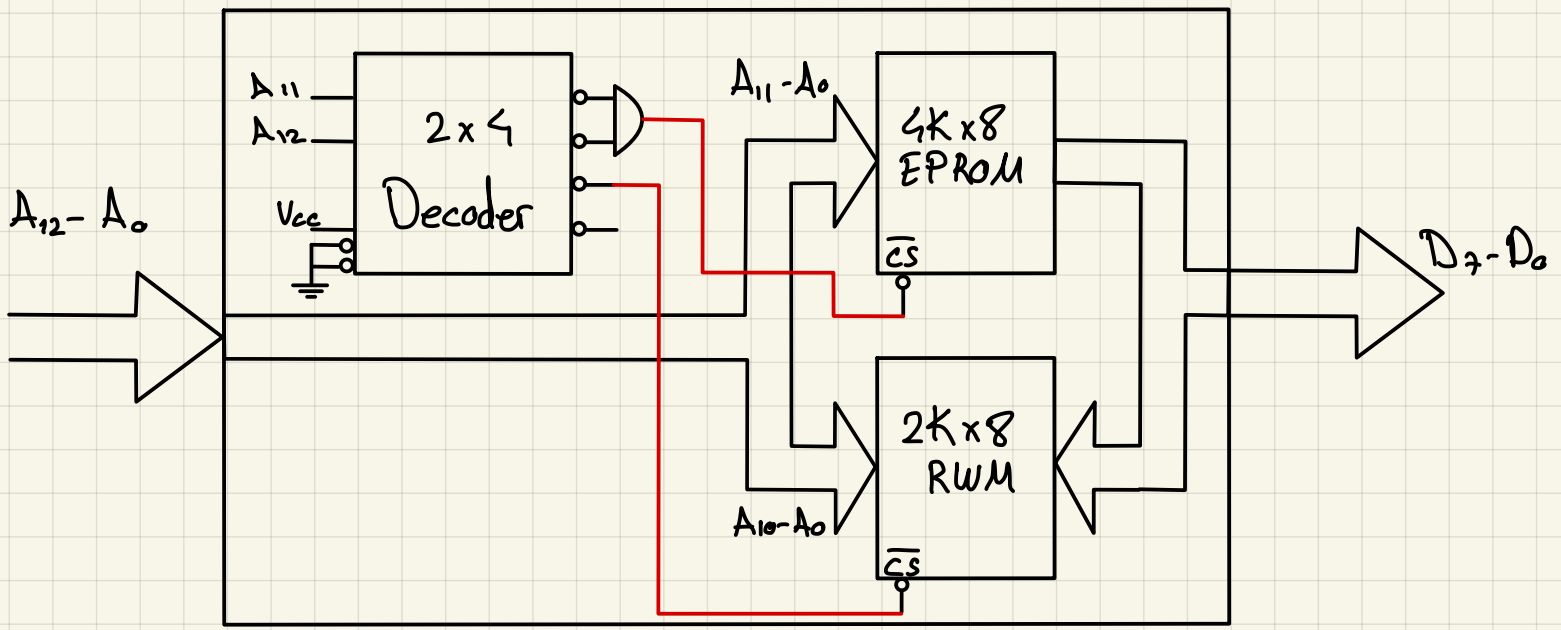 A11
A12
Vcc
2x4
Decoder
A12- A0
A11-A0
4Kx8
EPROM
CS
D7-D0
2Kx8
RWM
A10-A0
CS